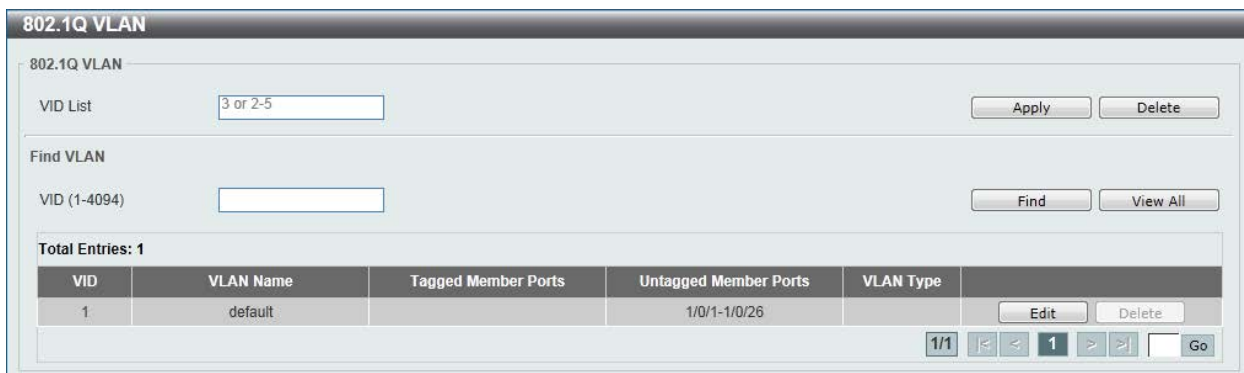 802.1Q VLAN
802.1Q VLAN
VID List 3 or 2-5 Apply Delete
Find VLAN
VID (1-4094) Find View All
Total Entries: 1
VID VLAN Name Tagged Member Ports Untagged Member Ports VLAN Type
1 default 1/0/1-1/0/26 Edit Delete
1/1 |< < 1 > >| Go